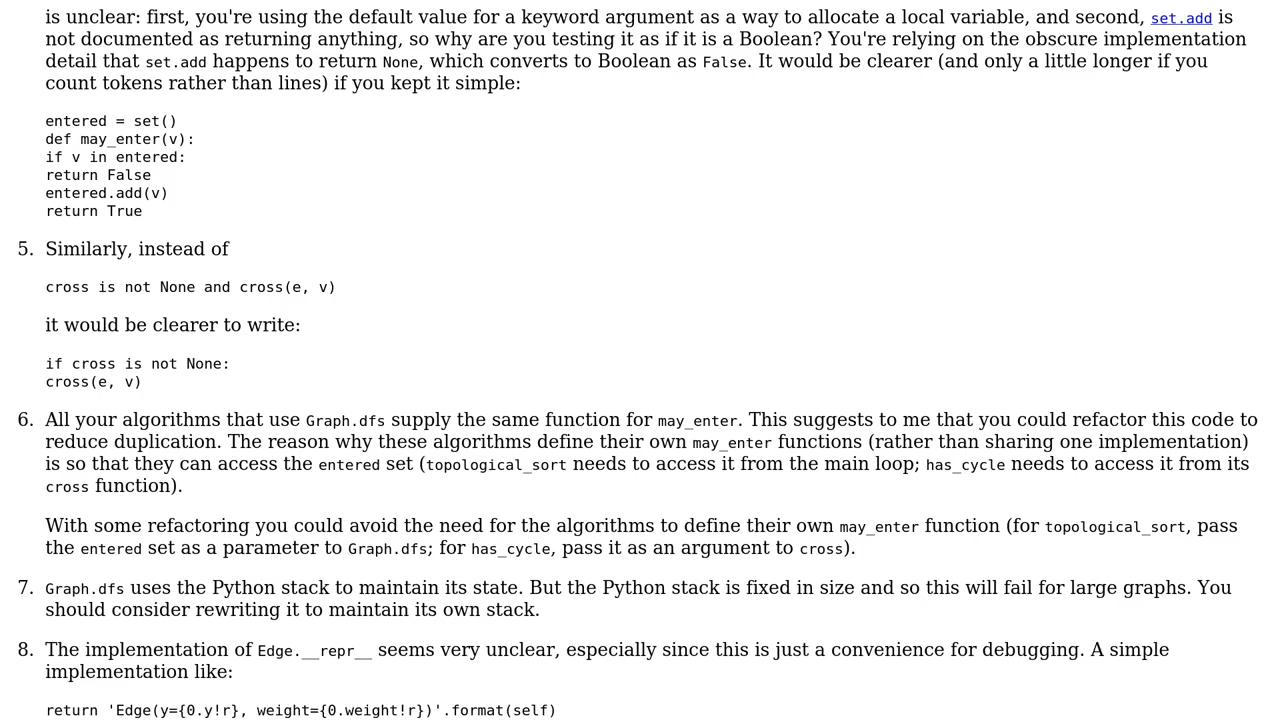 is unclear: first, you're using the default value for a keyword argument as a way to allocate a local variable, and second, set.add is
not documented as returning anything, so why are you testing it as if it is a Boolean? You're relying on the obscure implementation
detail that set.add happens to return None, which converts to Boolean as False. It would be clearer (and only a little longer if you
count tokens rather than lines) if you kept it simple:
entered = set()
def may_enter(v):
if v in entered:
return False
entered.add(v)
return True
5. Similarly, instead of
cross is not None and cross(e, v)
it would be clearer to write:
if cross is not None:
cross(e, v)
6. All your algorithms that use Graph.dfs supply the same function for may_enter. This suggests to me that you could refactor this code to
reduce duplication. The reason why these algorithms define their own may_enter functions (rather than sharing one implementation)
is so that they can access the entered set (topological_sort needs to access it from the main loop; has_cycle needs to access it from its
cross function).
With some refactoring you could avoid the need for the algorithms to define their own may_enter function (for topological_sort, pass
the entered set as a parameter to Graph.dfs; for has_cycle, pass it as an argument to cross).
7. Graph.dfs uses the Python stack to maintain its state. But the Python stack is fixed in size and so this will fail for large graphs. You
should consider rewriting it to maintain its own stack.
8. The implementation of Edge.__repr__ seems very unclear, especially since this is just a convenience for debugging. A simple
implementation like:
return 'Edge(y={0.y!r}, weight={0.weight!r})'.format(self)